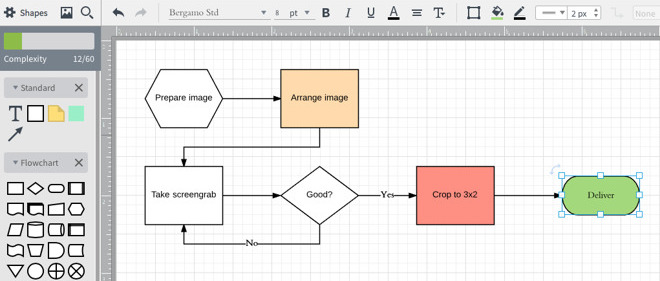 Shapes
Bergamo Std
8 pt
B I U A T
2 px
None
Complexity 12/60
Standard
T
Flowchart
Prepare image
Arrange image
Take screengrab
Good?
Yes
Crop to 3x2
Deliver
No